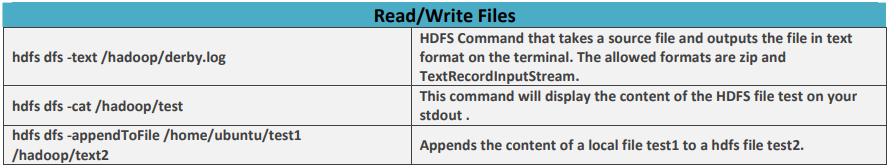 Read/Write Files
hdfs dfs -text /hadoop/derby.log
HDFS Command that takes a source file and outputs the file in text
format on the terminal. The allowed formats are zip and
TextRecordInputStream.
hdfs dfs -cat /hadoop/test
This command will display the content of the HDFS file test on your
stdout .
hdfs dfs -appendToFile /home/ubuntu/test1
/hadoop/text2
Appends the content of a local file test1 to a hdfs file test2.